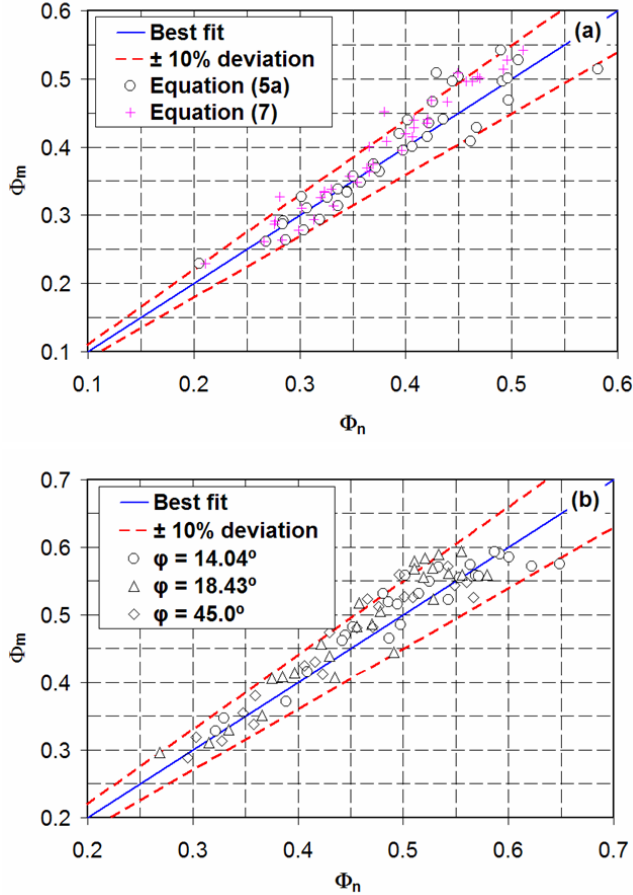 0.6
0.5
0.4
0.3
0.2
0.1
Φm
Best fit
± 10% deviation
Equation (5a)
Equation (7)
(a)
0.1 0.2 0.3 0.4 0.5 0.6
Φn
0.7
0.6
0.5
0.4
0.3
0.2
Φm
Best fit
± 10% deviation
φ = 14.04º
φ = 18.43º
φ = 45.0º
(b)
0.2 0.3 0.4 0.5 0.6 0.7
Φn